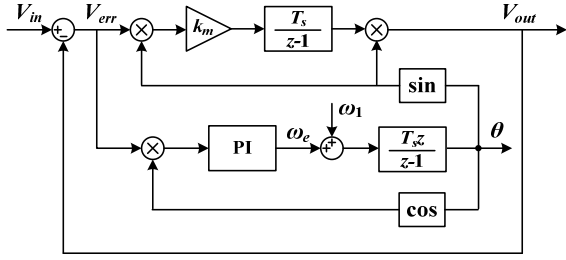 V_in V_err k_m T_s V_out
z-1
sin
ω_1
PI ω_e T_s z θ
z-1
cos